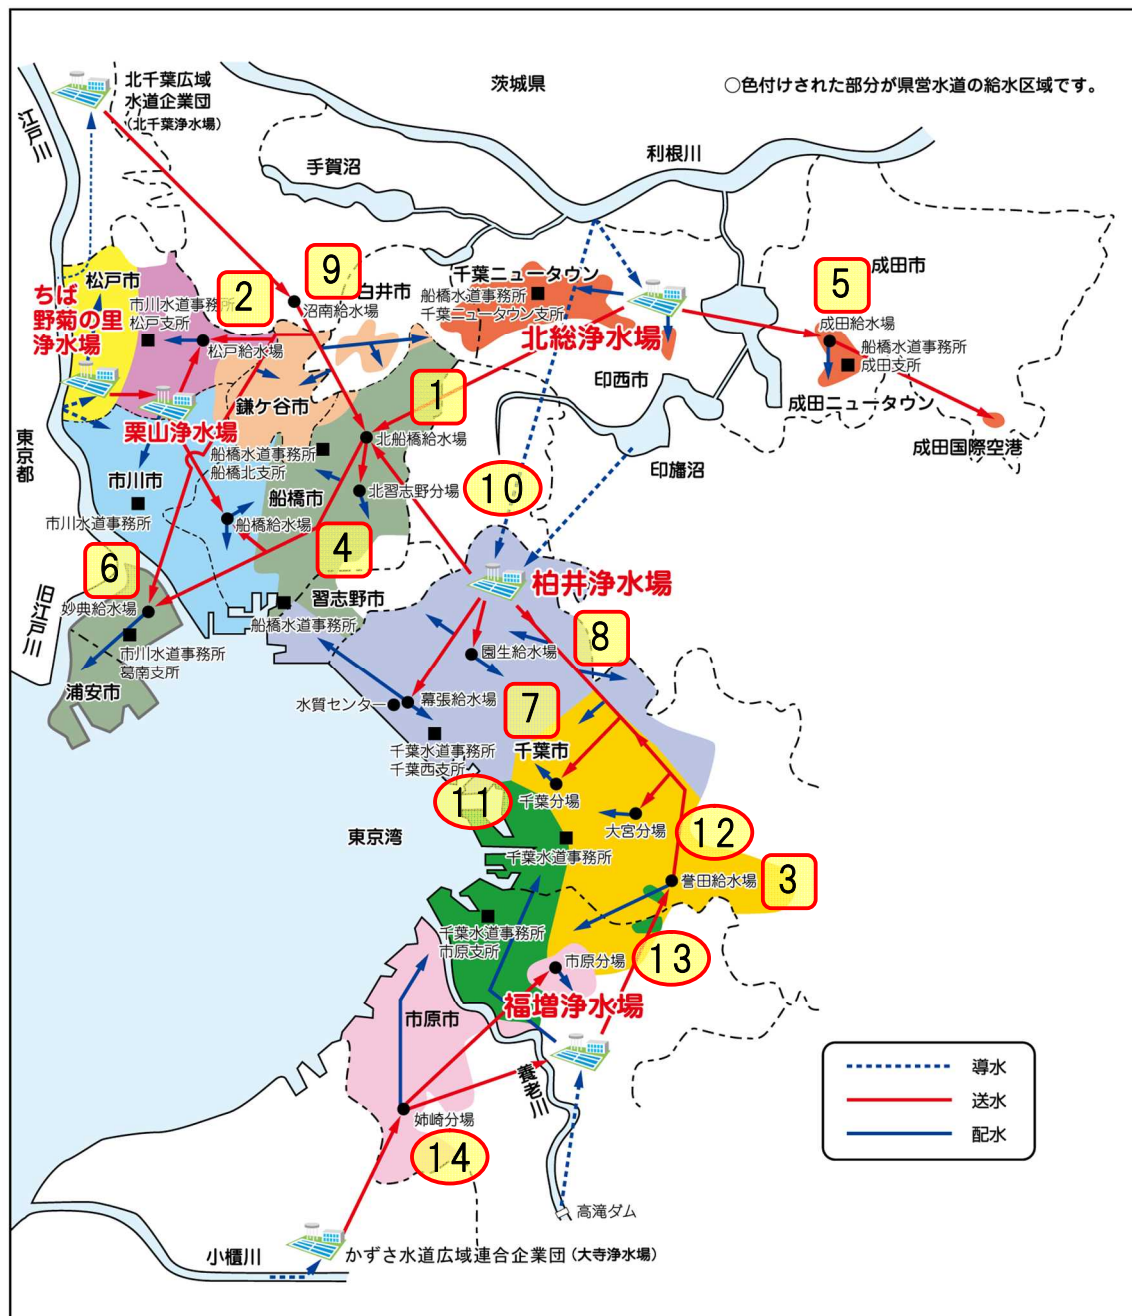 北千葉広域
水道企業団
(北千葉浄水場)
茨城県
○色付けされた部分が県営水道の給水区域です。
江戸川
手賀沼
利根川
松戸市
2
9
白井市
千葉ニュータウン
船橋水道事務所
千葉ニュータウン支所
5
成田市
ちば
野菊の里
浄水場
市川水道事務所
松戸支所
沼南給水場
松戸給水場
北総浄水場
成田給水場
船橋水道事務所
成田支所
印西市
成田ニュータウン
鎌ケ谷市
1
栗山浄水場
東京都
船橋水道事務所
船橋北支所
北船橋給水場
印旛沼
成田国際空港
市川市
船橋市
北習志野分場
10
市川水道事務所
船橋給水場
4
6
柏井浄水場
旧江戸川
妙典給水場
習志野市
船橋水道事務所
市川水道事務所
葛南支所
8
園生給水場
浦安市
水質センター
幕張給水場
7
千葉市
千葉水道事務所
千葉西支所
11
千葉分場
東京湾
大宮分場
12
千葉水道事務所
誉田給水場
3
千葉水道事務所
市原支所
市原分場
13
福増浄水場
市原市
養老川
導水
送水
配水
姉崎分場
14
高滝ダム
小櫃川
かずさ水道広域連合企業団(大寺浄水場)